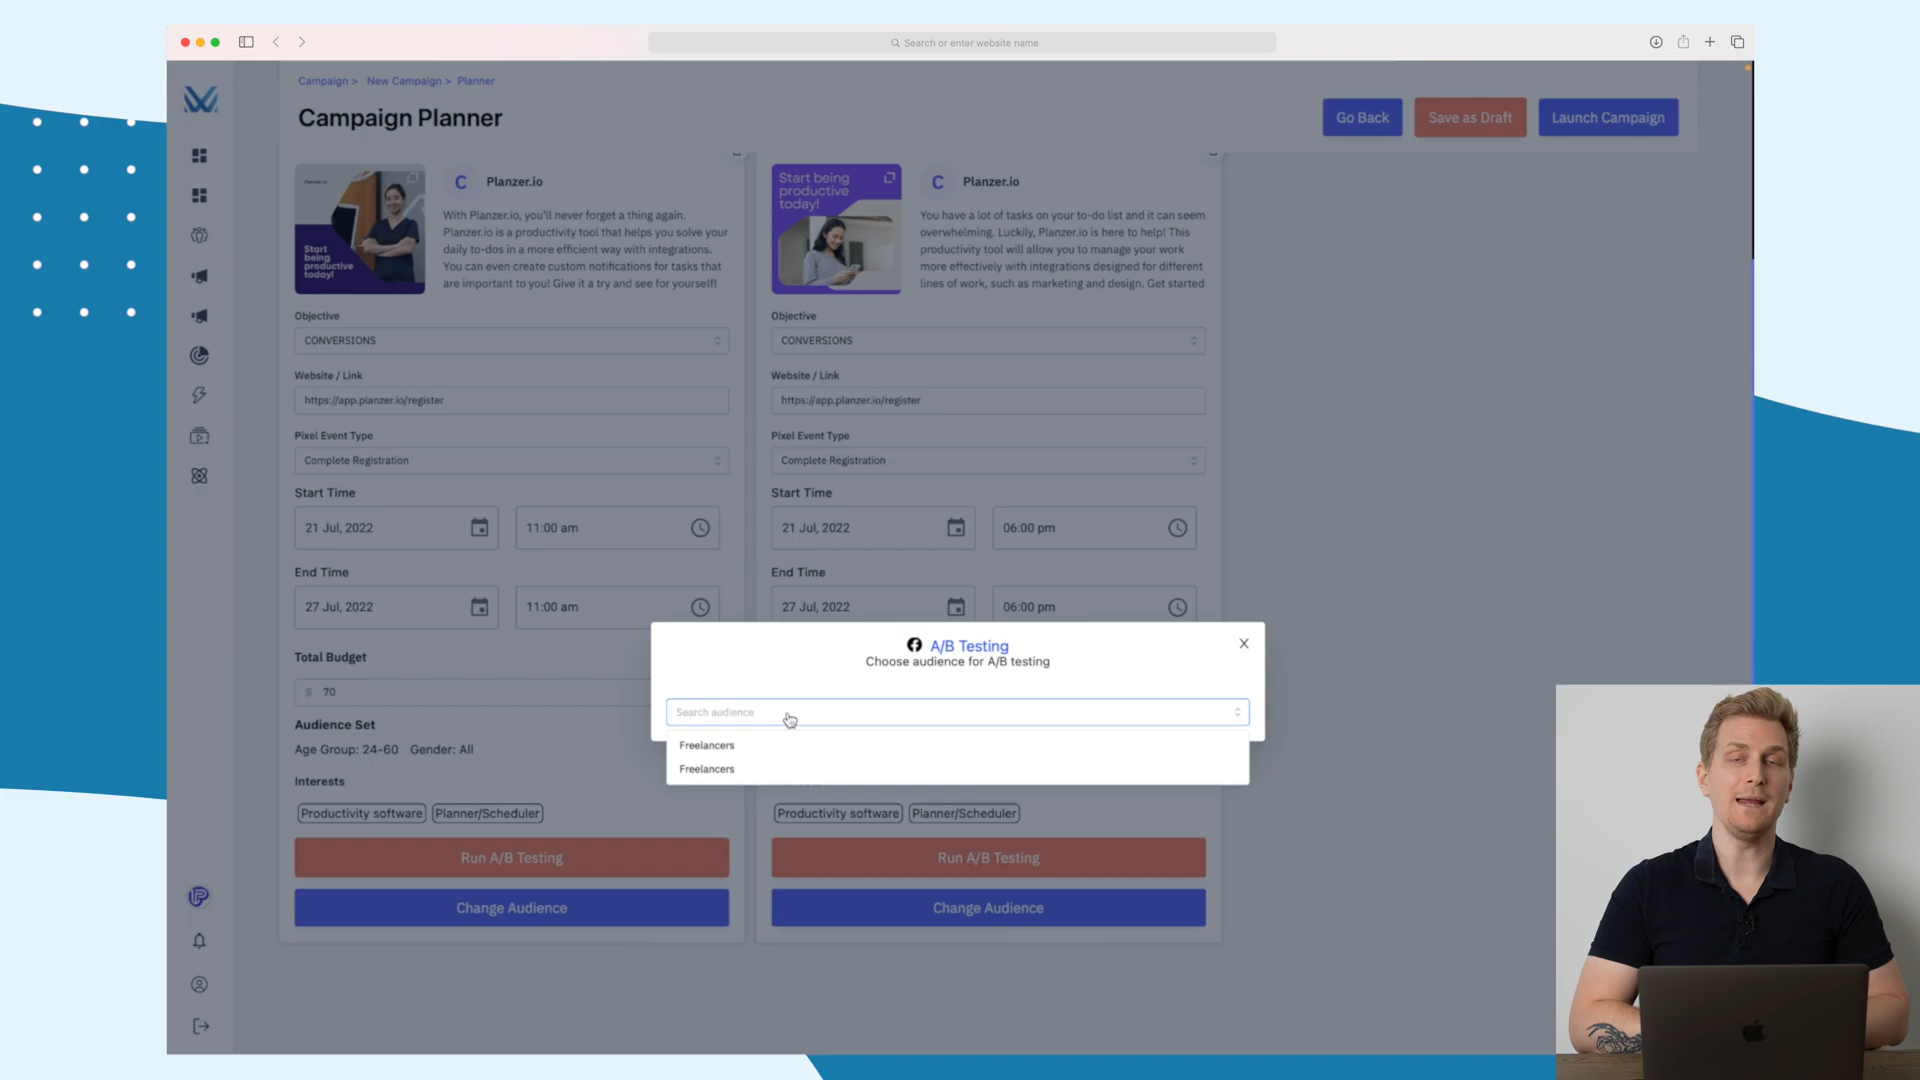 Search or enter website name
Campaign > New Campaign > Planner
Campaign Planner
Go Back
Save as Draft
Launch Campaign
Planzer.io
Start being productive today!
C Planzer.io
With Planzer.io, you'll never forget a thing again.
Planzer.io is a productivity tool that helps you solve your
daily to-dos in a more efficient way with integrations.
You can even create custom notifications for tasks that
are important to you! Give it a try and see for yourself!
Objective
CONVERSIONS
Website / Link
https://app.planzer.io/register
Pixel Event Type
Complete Registration
Start Time
21 Jul, 2022
11:00 am
End Time
27 Jul, 2022
11:00 am
Total Budget
$ 70
Audience Set
Age Group: 24-60 Gender: All
Interests
Productivity software
Planner/Scheduler
Run A/B Testing
Change Audience
Start being
productive
today!
C Planzer.io
You have a lot of tasks on your to-do list and it can seem
overwhelming. Luckily, Planzer.io is here to help! This
productivity tool will allow you to manage your work
more effectively with integrations designed for different
lines of work, such as marketing and design. Get started
Objective
CONVERSIONS
Website / Link
https://app.planzer.io/register
Pixel Event Type
Complete Registration
Start Time
21 Jul, 2022
06:00 pm
End Time
27 Jul, 2022
06:00 pm
Productivity software
Planner/Scheduler
Run A/B Testing
Change Audience
A/B Testing
Choose audience for A/B testing
Search audience
Freelancers
Freelancers